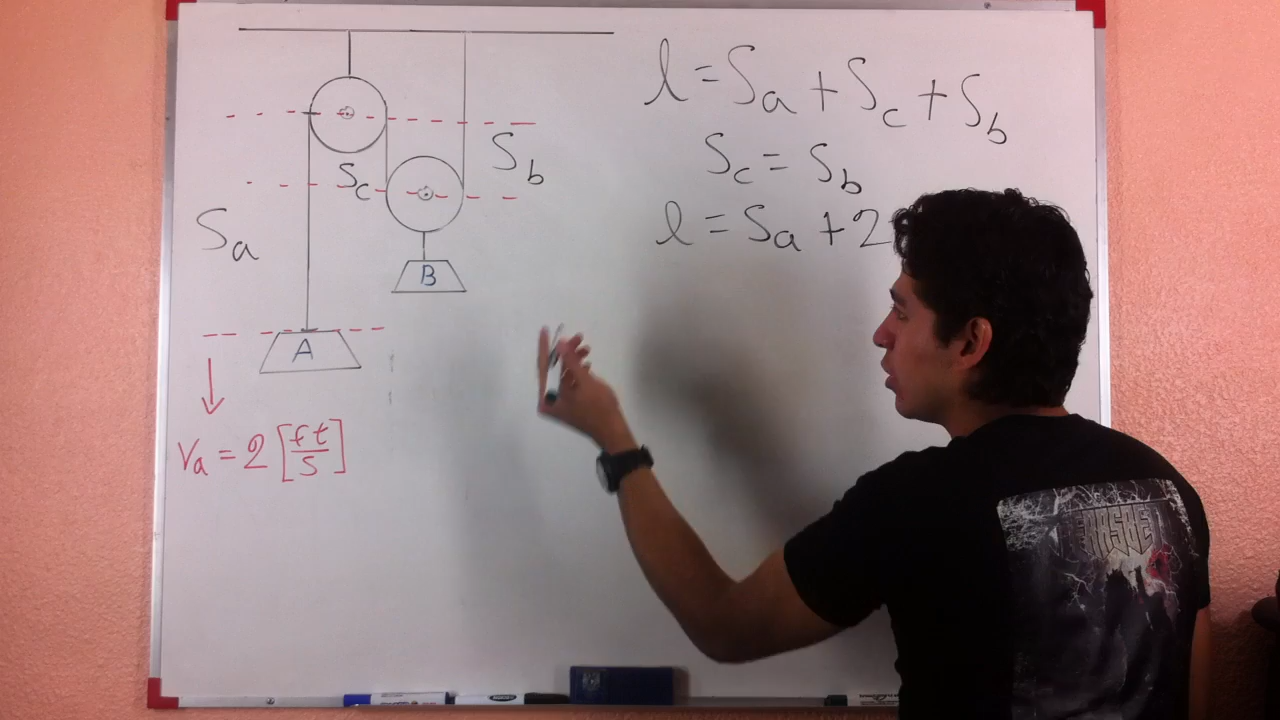 l = Sa + Sc + Sb
Sc = Sb
l = Sa + 2
Sa
Sc
Sb
A
B
Va = 2 [ft/s]